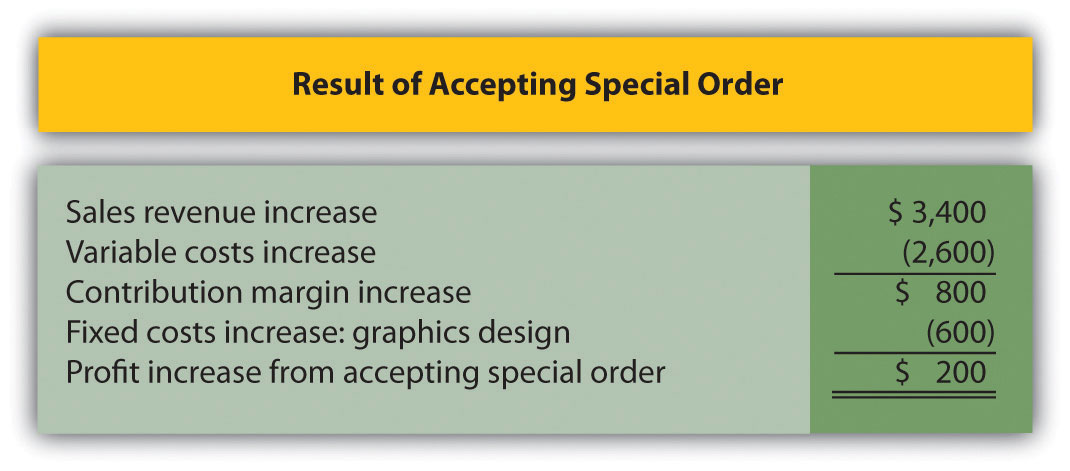 Result of Accepting Special Order
Sales revenue increase $ 3,400
Variable costs increase (2,600)
Contribution margin increase $ 800
Fixed costs increase: graphics design (600)
Profit increase from accepting special order $ 200